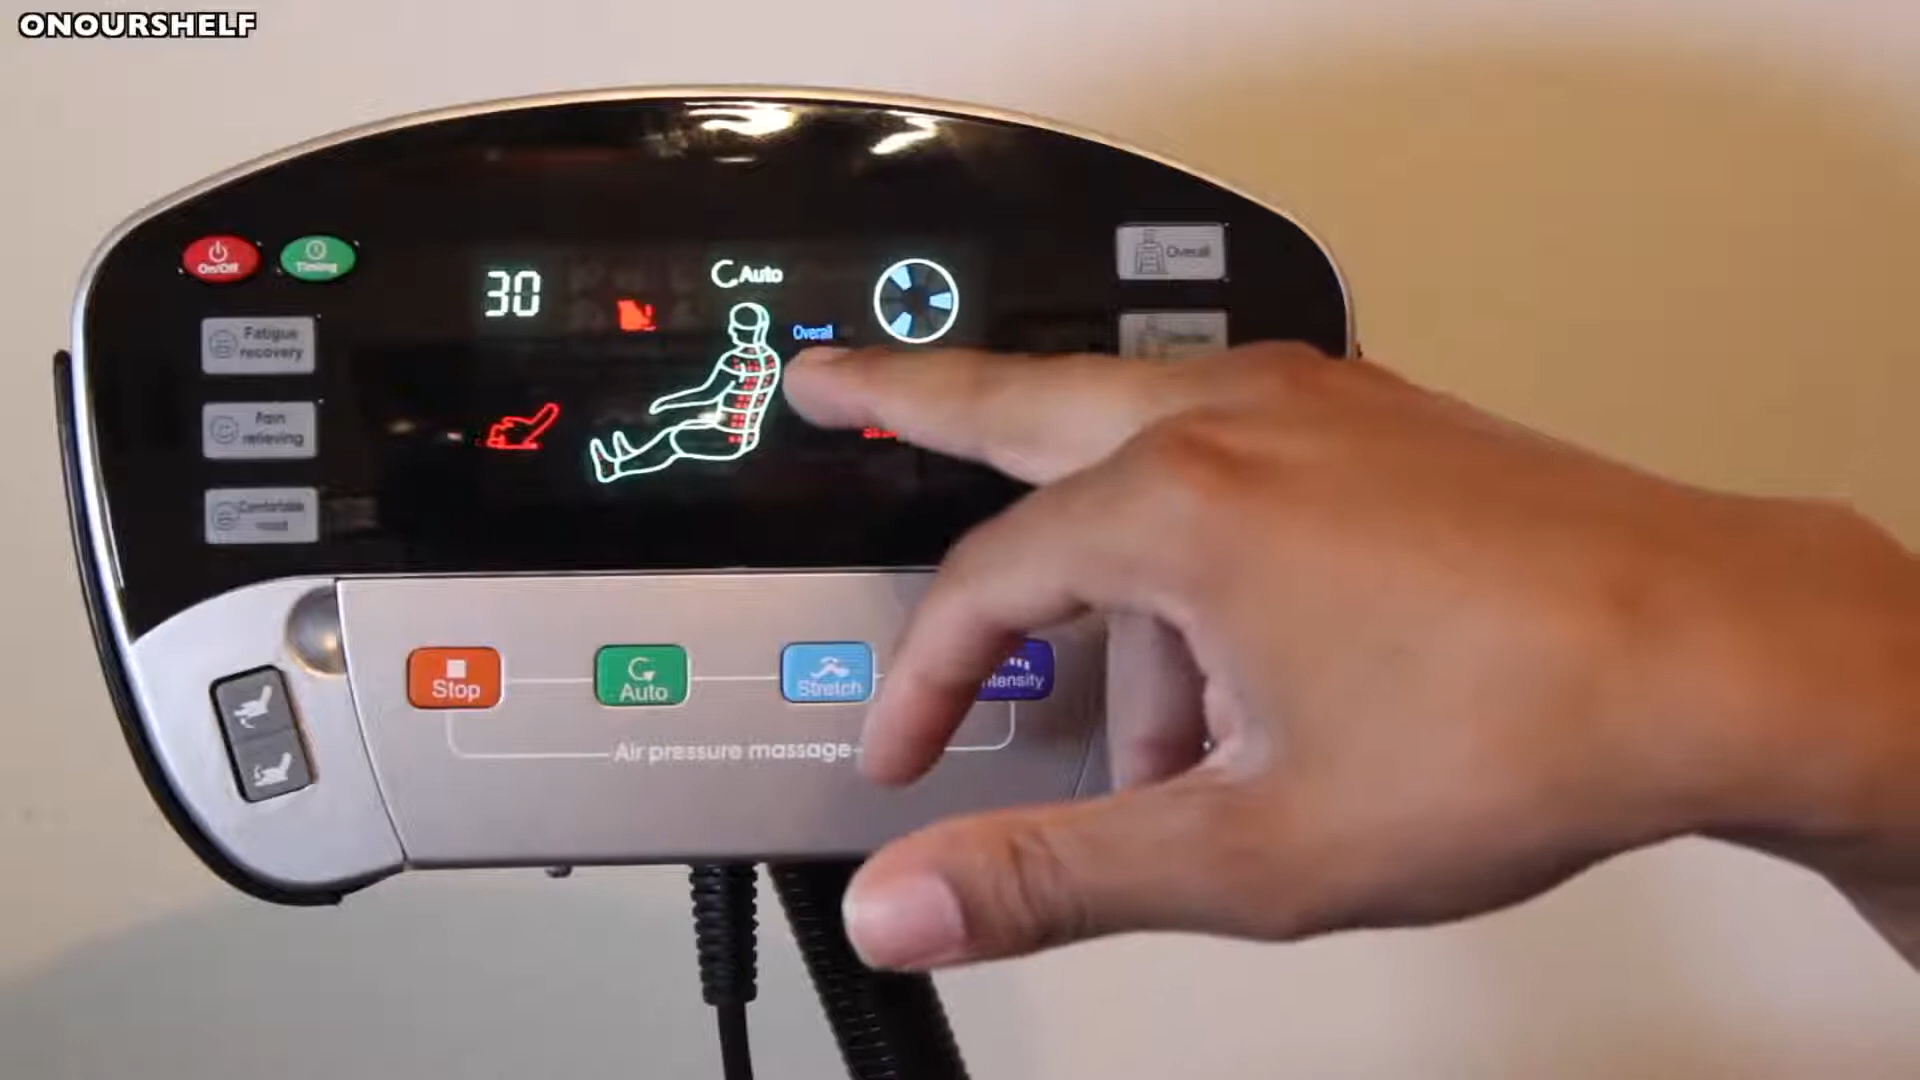 ONOURSHELF
On/Off
Timing
30
Auto
Overall
Overall
Fatigue
recovery
Pain
relieving
Comfortable
Stop
Auto
Stretch
ntensity
Air pressure massage